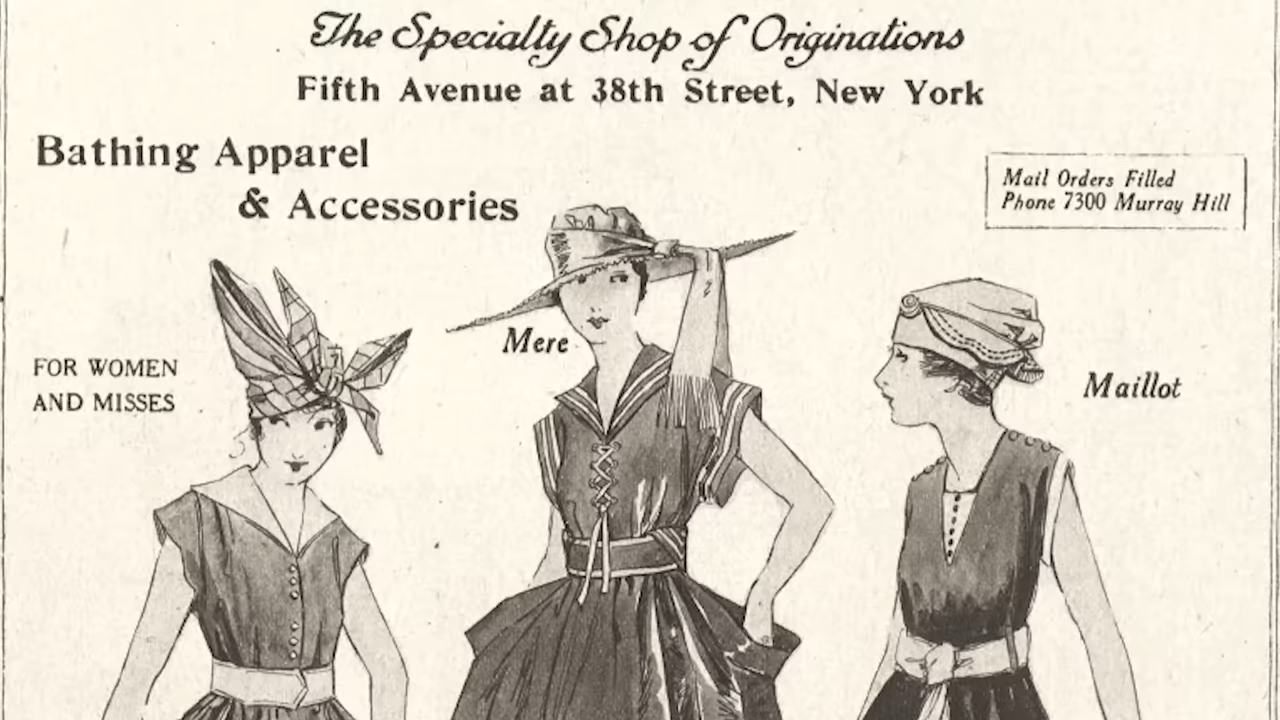 The Specialty Shop of Originations
Fifth Avenue at 38th Street, New York
Bathing Apparel
& Accessories
Mail Orders Filled
Phone 7300 Murray Hill
Mere
FOR WOMEN
AND MISSES
Maillot